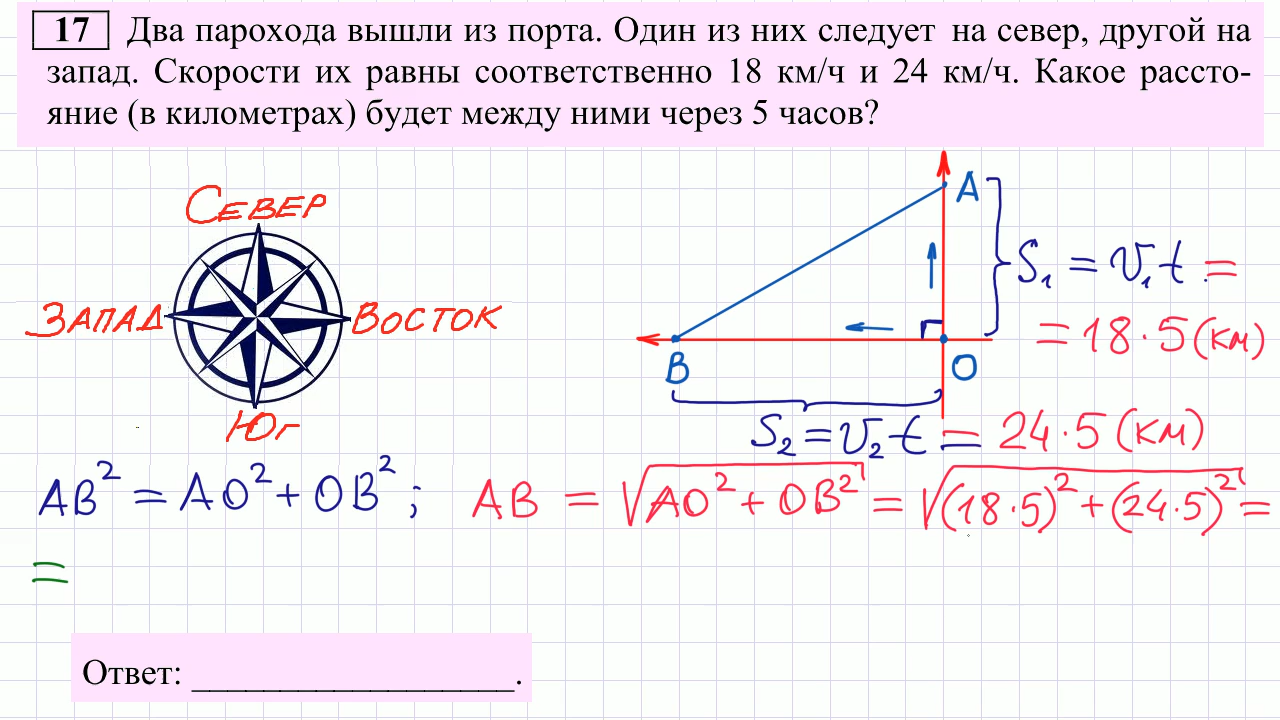 17 Два парохода вышли из порта. Один из них следует на север, другой на
запад. Скорости их равны соответственно 18 км/ч и 24 км/ч. Какое рассто-
яние (в километрах) будет между ними через 5 часов?
СЕВЕР
ЗАПАД
ВОСТОК
ЮГ
A
S₁ = υ₁t =
= 18·5 (км)
B
O
S₂ = υ₂t = 24·5 (км)
AB² = AO² + OB² ; AB = √(AO² + OB²) = √((18·5)² + (24·5)²) =
=
Ответ: ___________________.